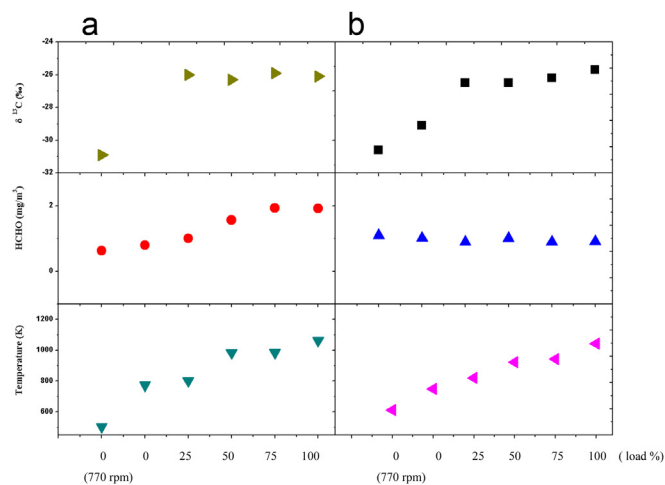 a b
-24
-26
-28
-30
-32
δ ¹³C (‰)
2
0
HCHO (mg/m³)
1200
1000
800
600
Temperature (K)
0 0 25 50 75 100 0 0 25 50 75 100 ( load %)
(770 rpm) (770 rpm)